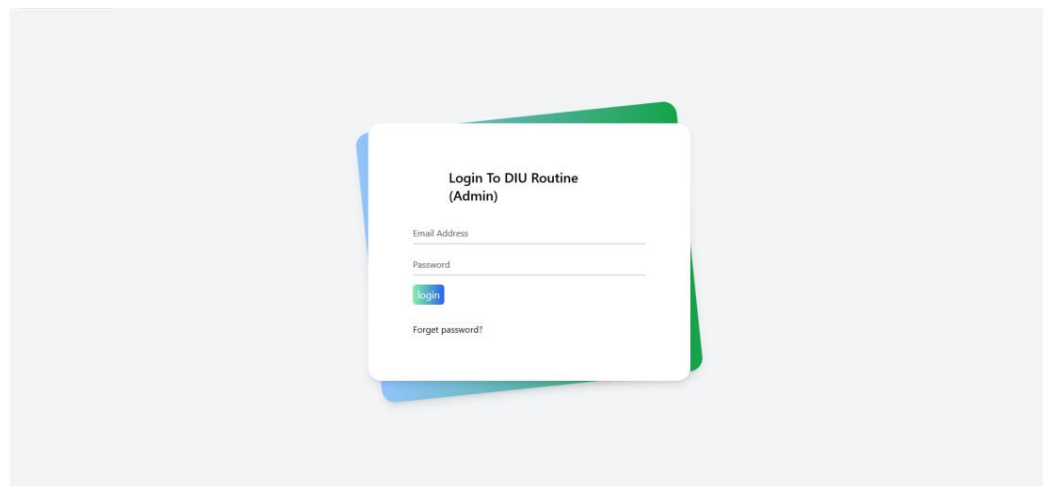 Login To DIU Routine
(Admin)
Email Address
Password
login
Forget password?